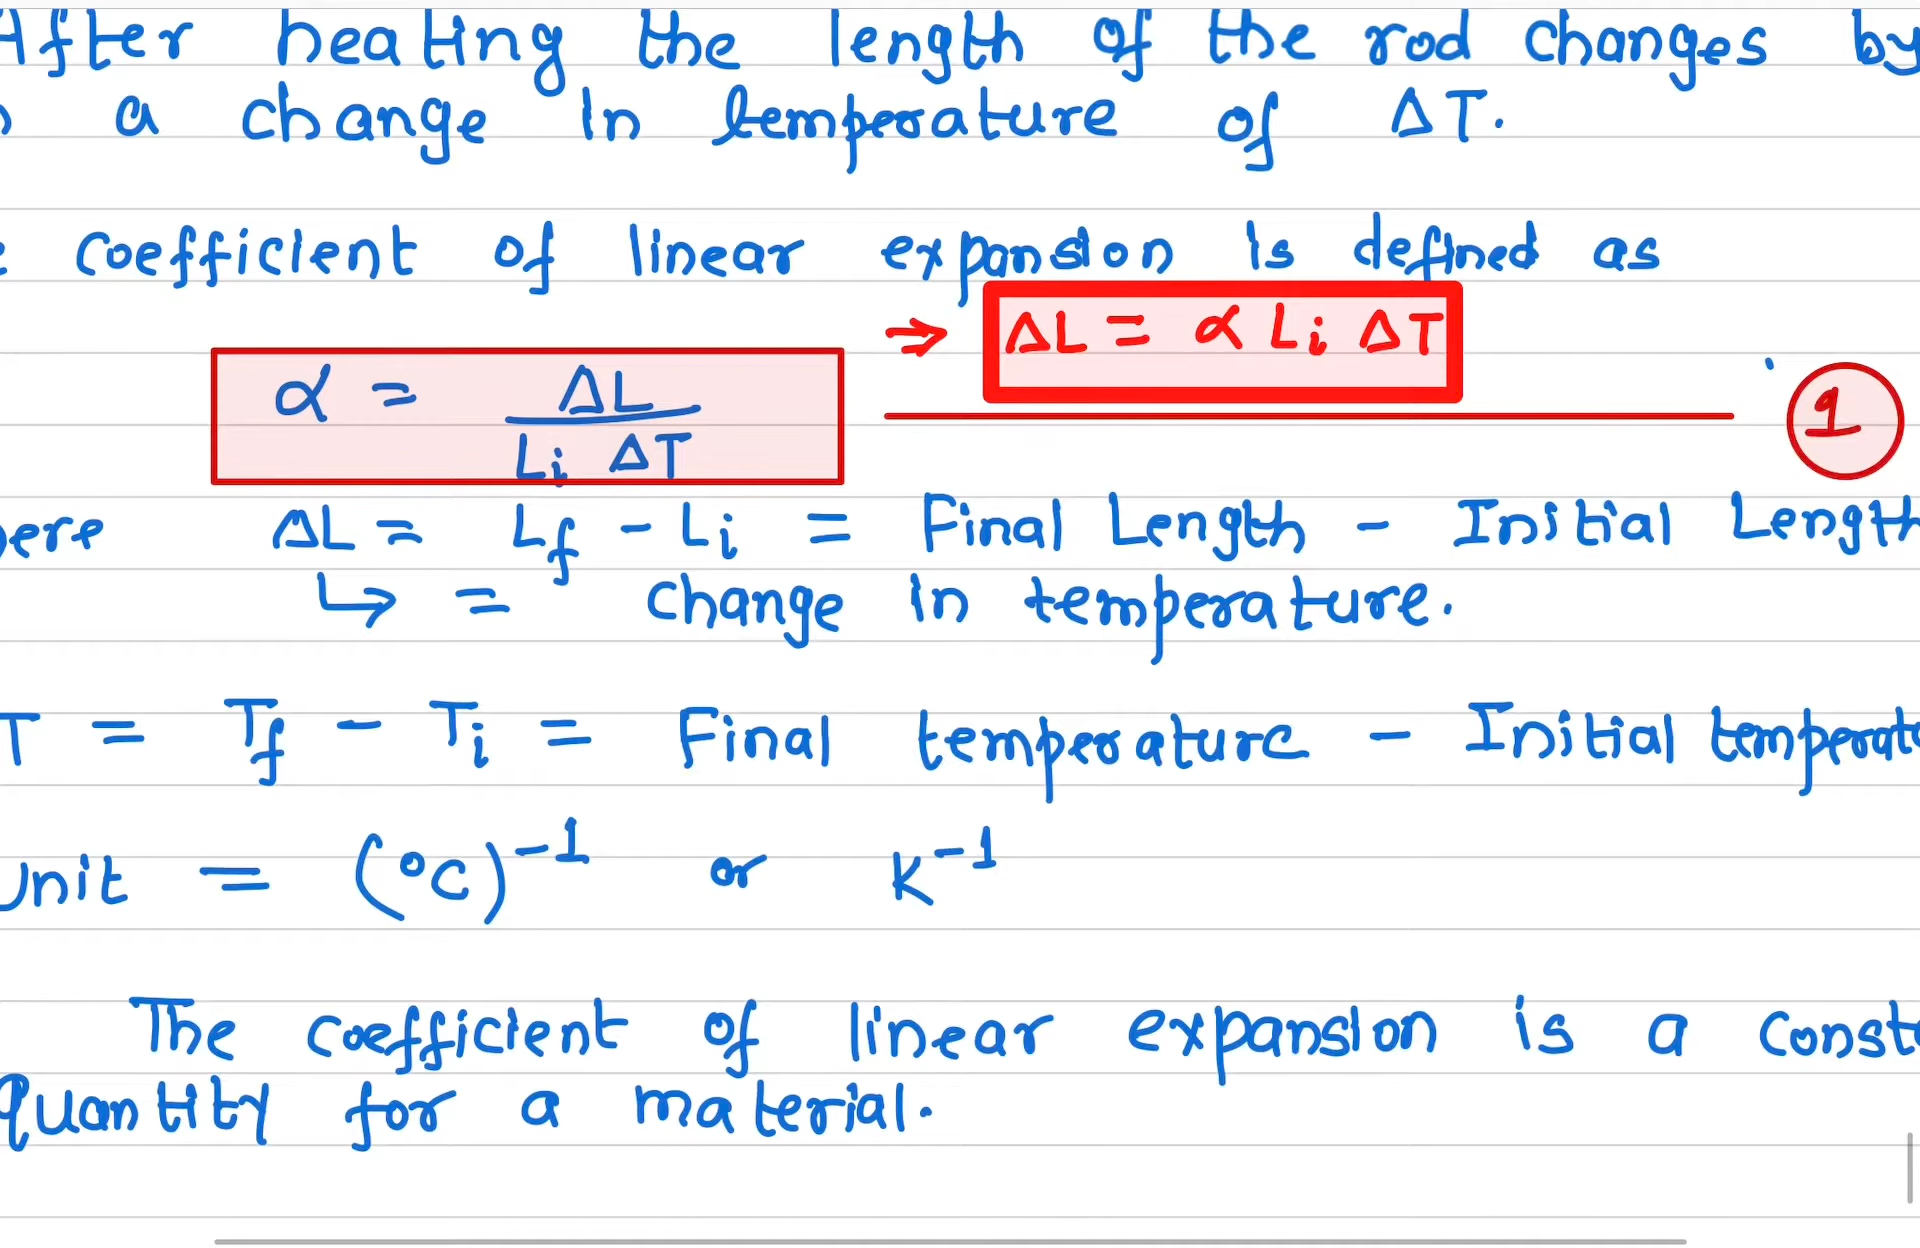 After heating the length of the rod changes by
a change in temperature of ΔT.
coefficient of linear expansion is defined as
⇒ ΔL = α Li ΔT
α = ΔL / Li ΔT
1
ere ΔL = Lf - Li = Final Length - Initial Length
↳ = change in temperature.
T = Tf - Ti = Final temperature - Initial temperat
Unit = (°C)⁻¹ or K⁻¹
The coefficient of linear expansion is a const
quantity for a material.